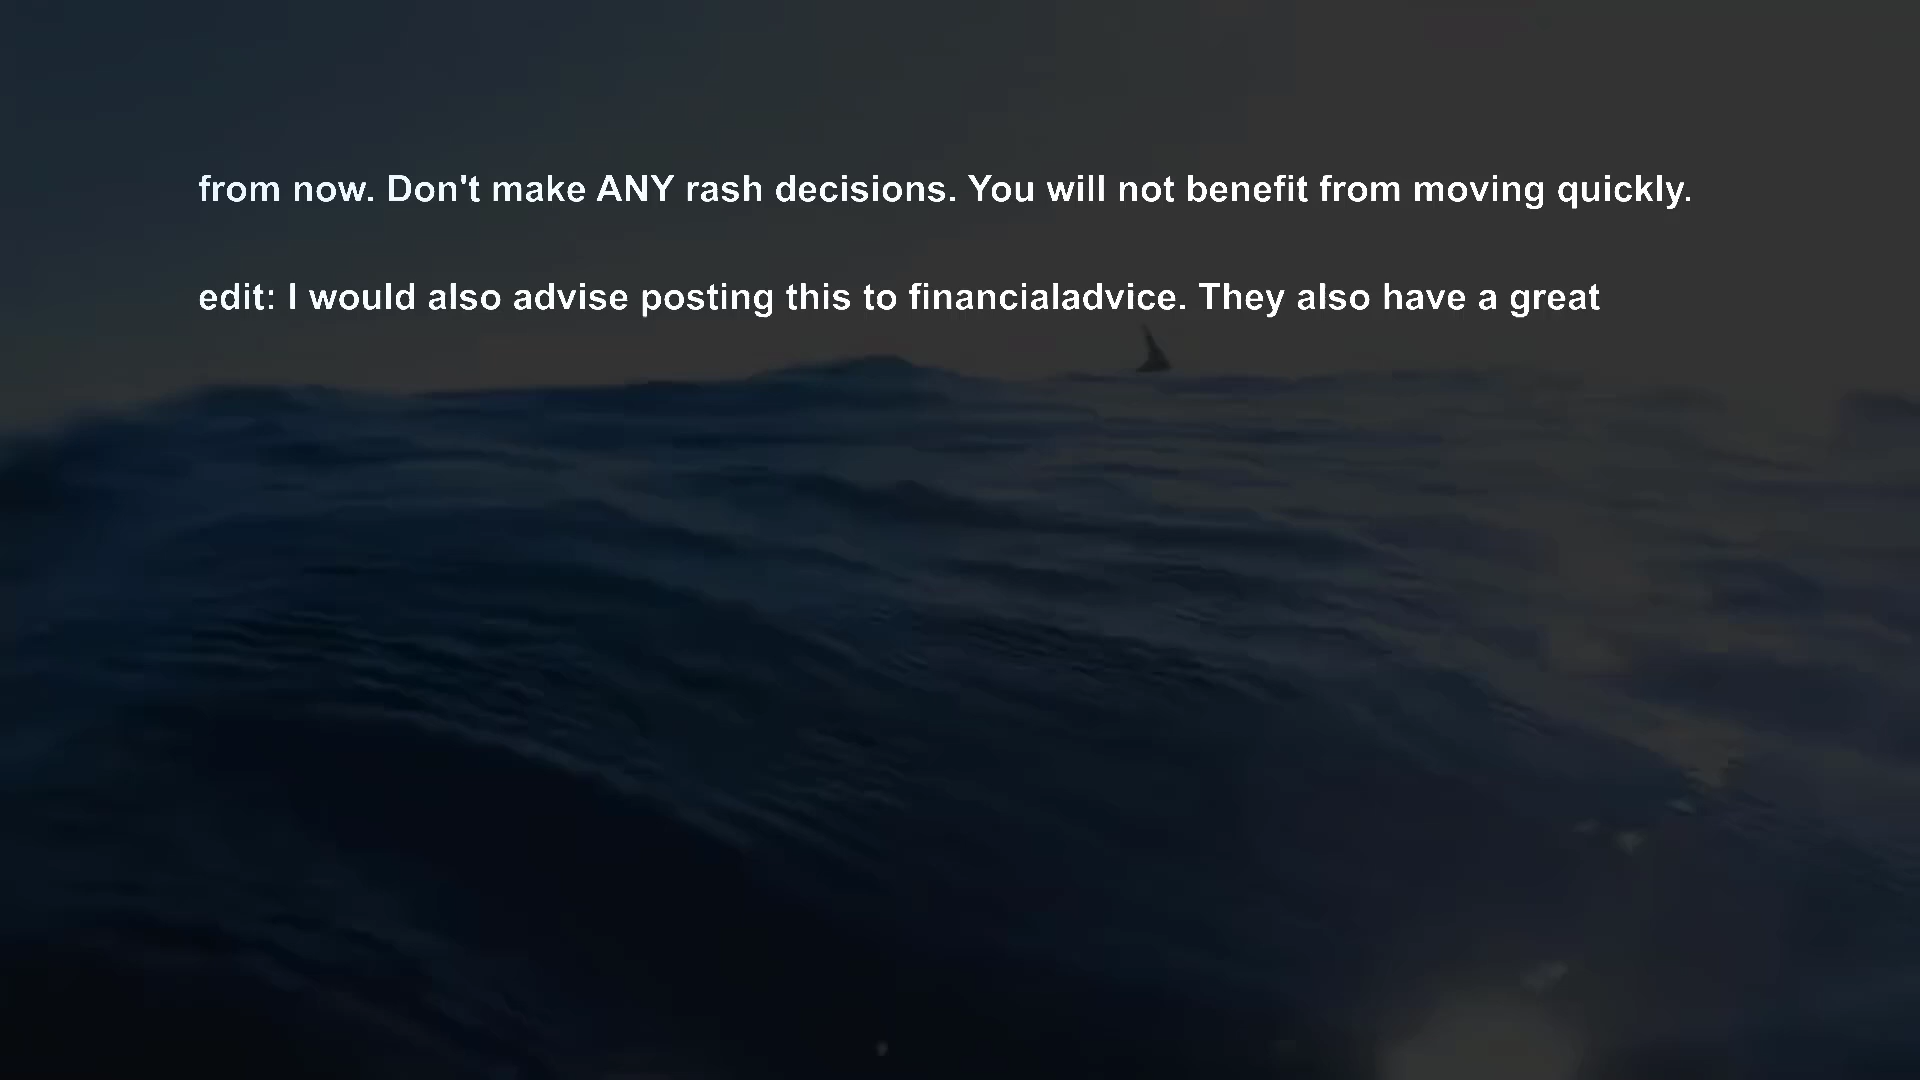 from now. Don't make ANY rash decisions. You will not benefit from moving quickly.
edit: I would also advise posting this to financialadvice. They also have a great